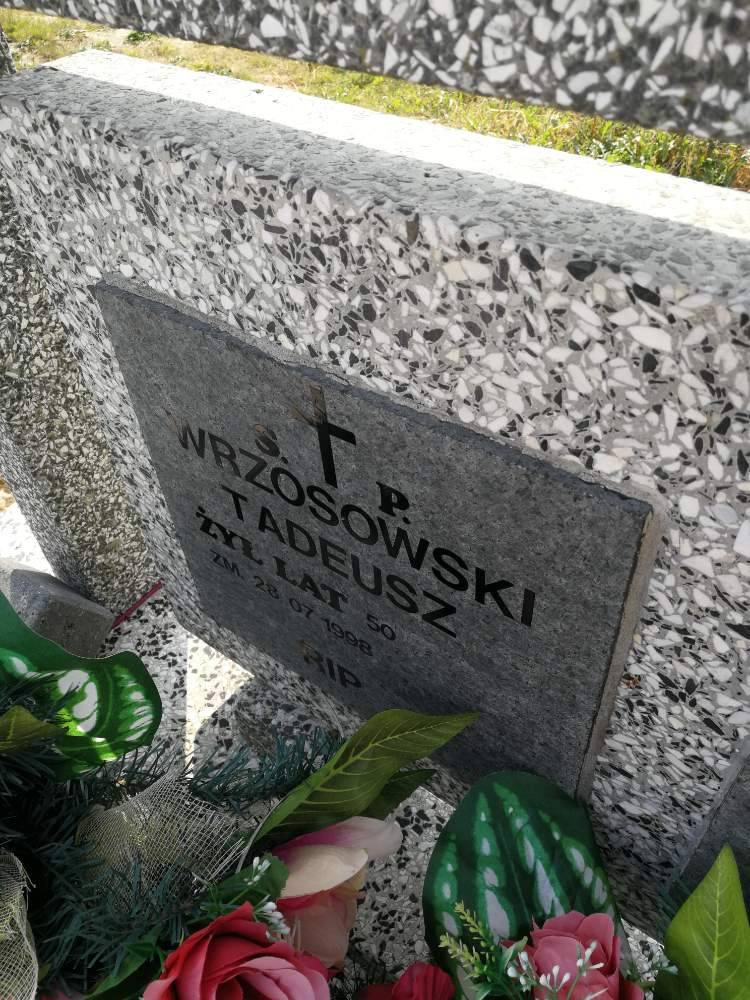 S. P.
WRZOSOWSKI
TADEUSZ
ŻYŁ LAT 50
ZM. 28 07 1998
RIP